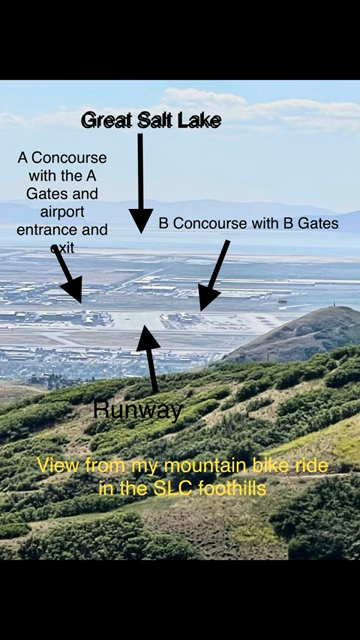 Great Salt Lake
A Concourse
with the A
Gates and
airport
entrance and
exit
B Concourse with B Gates
Runway
View from my mountain bike ride
in the SLC foothills